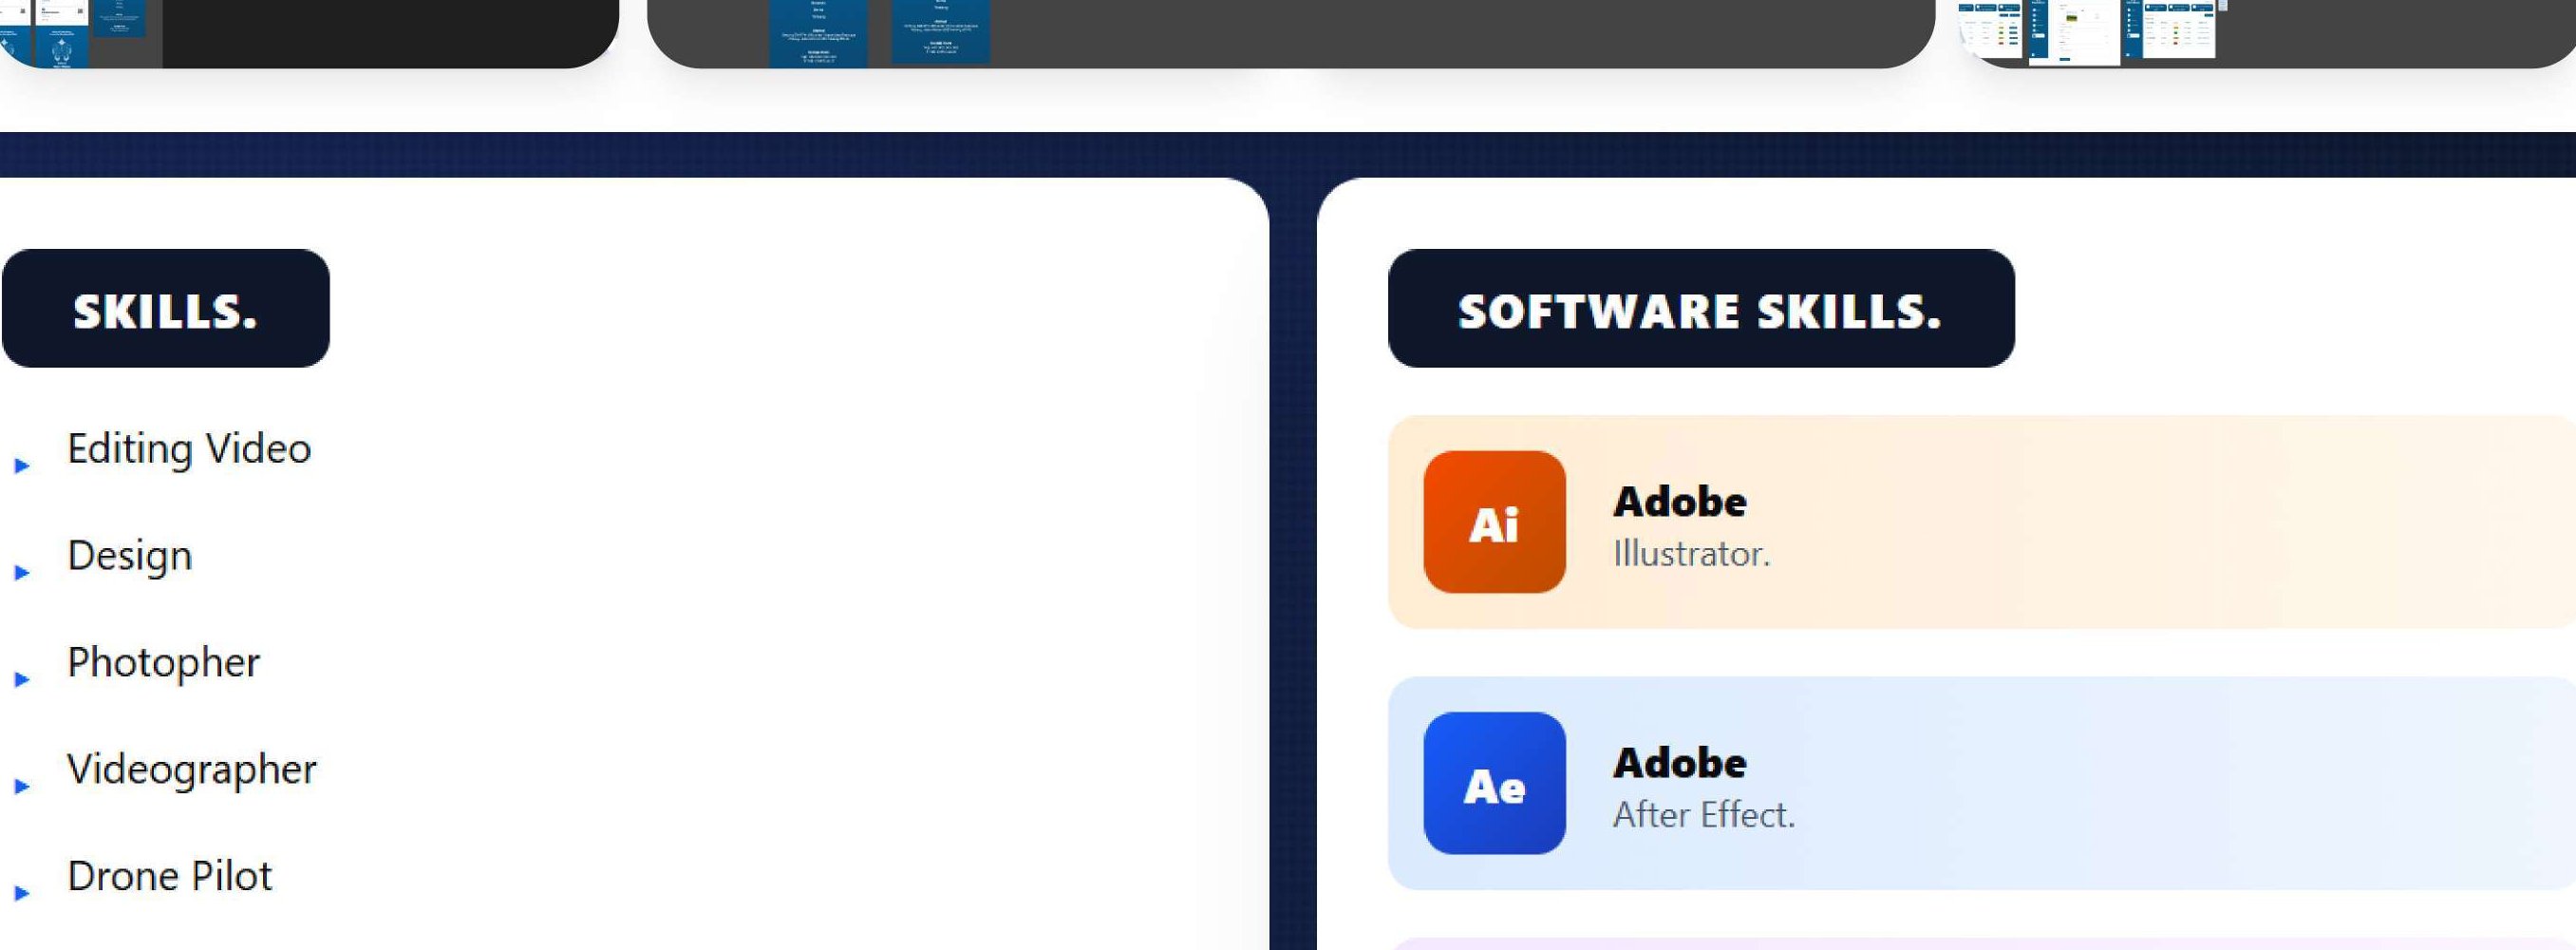 SKILLS.
Editing Video
Design
Photopher
Videographer
Drone Pilot
SOFTWARE SKILLS.
Ai
Adobe
Illustrator.
Ae
Adobe
After Effect.